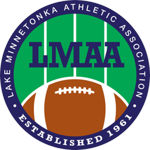 LAKE MINNETONKA ATHLETIC ASSOCIATION
LMAA
• ESTABLISHED 1961 •